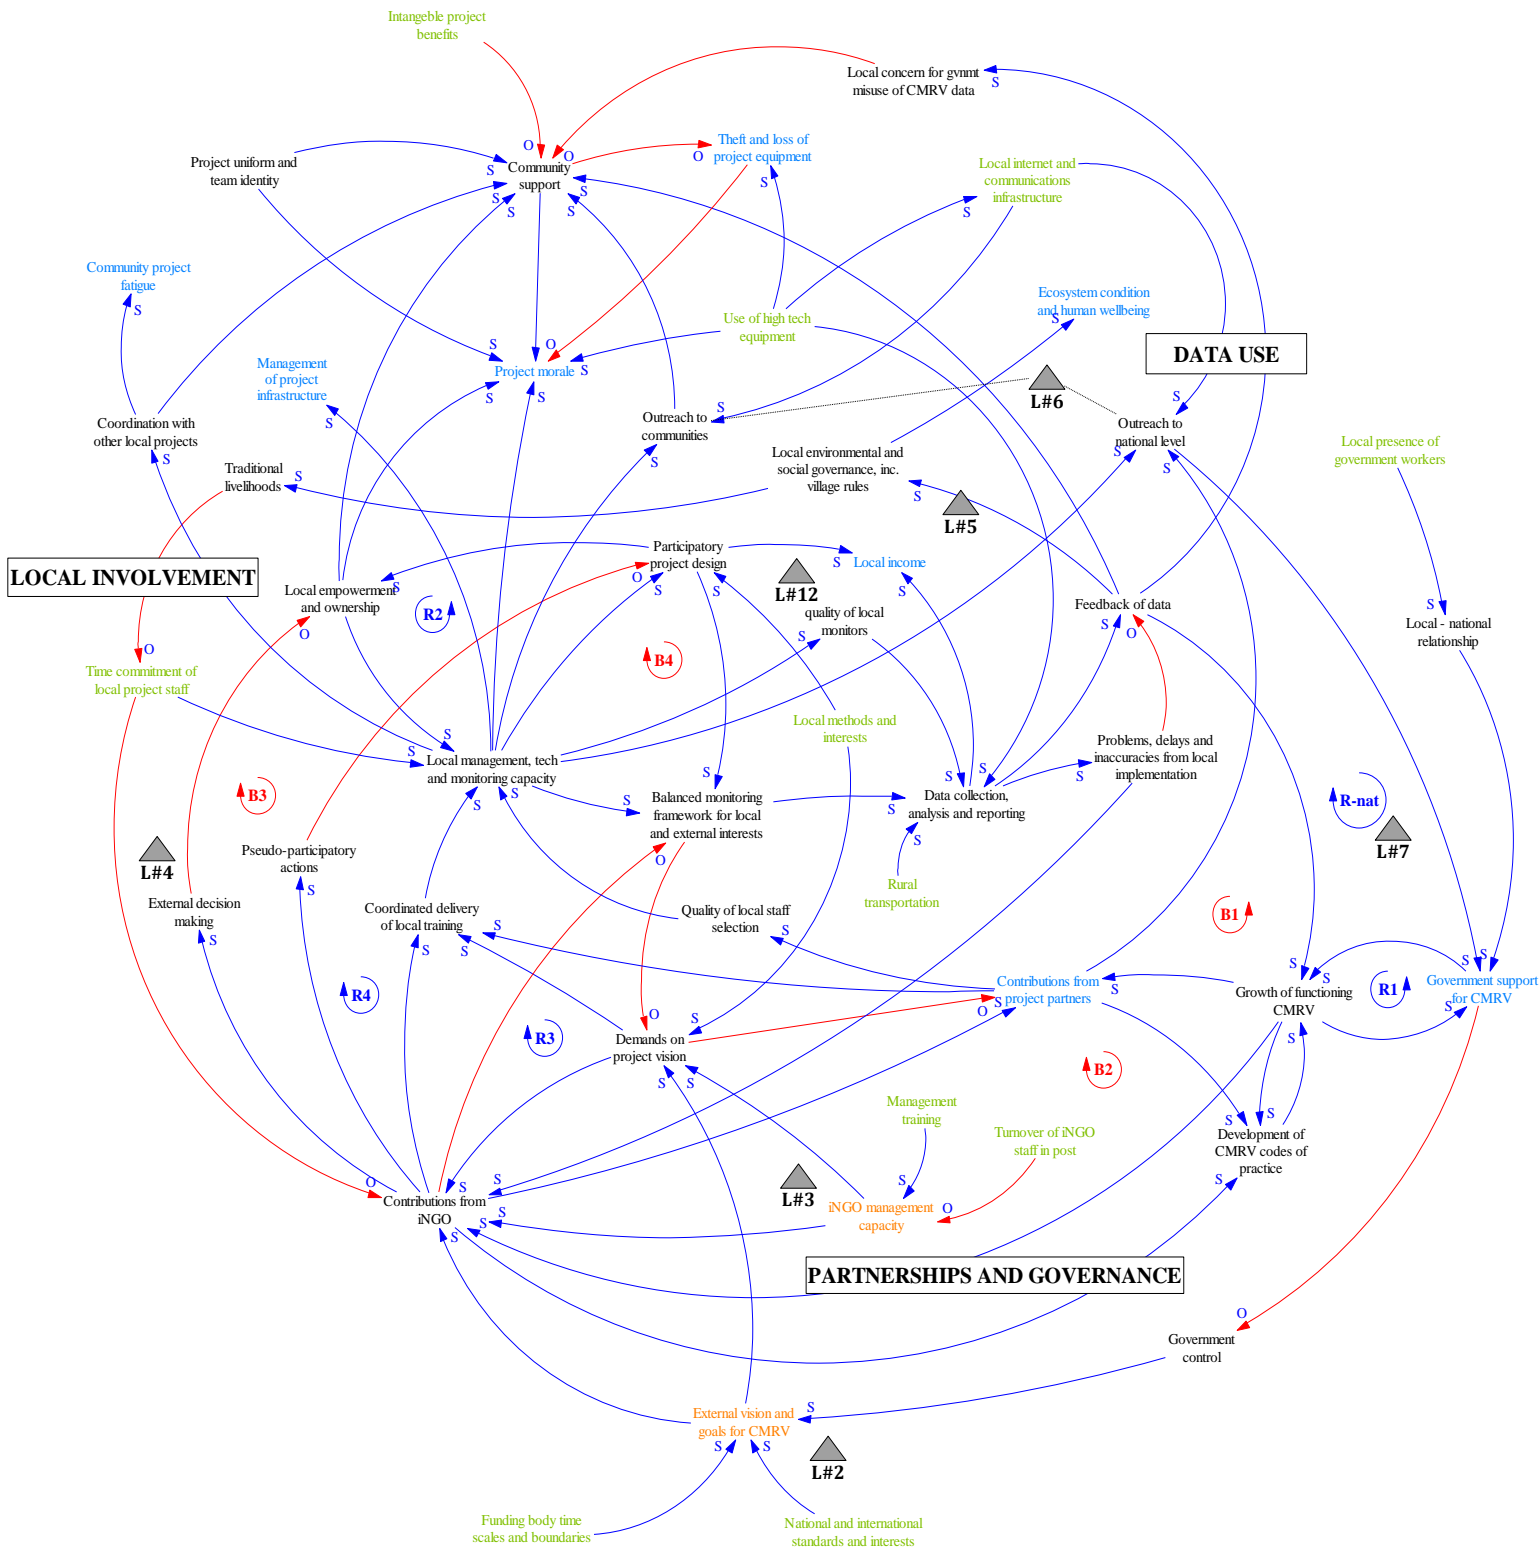 Intangeble project
benefits
Local concern for gvnmt
misuse of CMRV data
S
O
O
Theft and loss of
project equipment
O
S
Project uniform and
team identity
S
Community
support
S
S
S
S
S
S
Local internet and
communications
infrastructure
S
Community project
fatigue
S
Ecosystem condition
and human wellbeing
S
Use of high tech
equipment
DATA USE
Management
of project
infrastructure
S
S
O
S
Project morale
S
S
Coordination with
other local projects
S
Outreach to
communities
S
S
L#6
S
Outreach to
national level
S
S
Local presence of
government workers
Traditional
livelihoods
S
Local environmental and
social governance, inc.
village rules
S
L#5
LOCAL INVOLVEMENT
Participatory
project design
O
S
S
S
Local income
S
L#12
Local empowerment
and ownership
S
O
R2
quality of local
monitors
S
Feedback of data
S
O
S
Local - national
relationship
O
Time commitment of
local project staff
B4
Local methods and
interests
S
S
Local management, tech
and monitoring capacity
S
S
Problems, delays and
inaccuracies from local
implementation
S
B3
S
S
Balanced monitoring
framework for local
and external interests
O
S
S
Data collection,
analysis and reporting
S
S
R-nat
L#7
L#4
Pseudo-participatory
actions
S
Rural
transportation
External decision
making
S
Coordinated delivery
of local training
S
S
S
Quality of local staff
selection
S
B1
R4
Contributions from
project partners
S
O
S
S
S
Growth of functioning
CMRV
S
R1
S
S
Government support
for CMRV
S
R3
O
S
Demands on
project vision
S
S
B2
Management
training
S
Turnover of iNGO
staff in post
O
S
S
Development of
CMRV codes of
practice
S
L#3
O
S
S
Contributions from
iNGO
S
S
S
iNGO management
capacity
PARTNERSHIPS AND GOVERNANCE
O
Government
control
External vision and
goals for CMRV
S
S
S
L#2
Funding body time
scales and boundaries
National and international
standards and interests